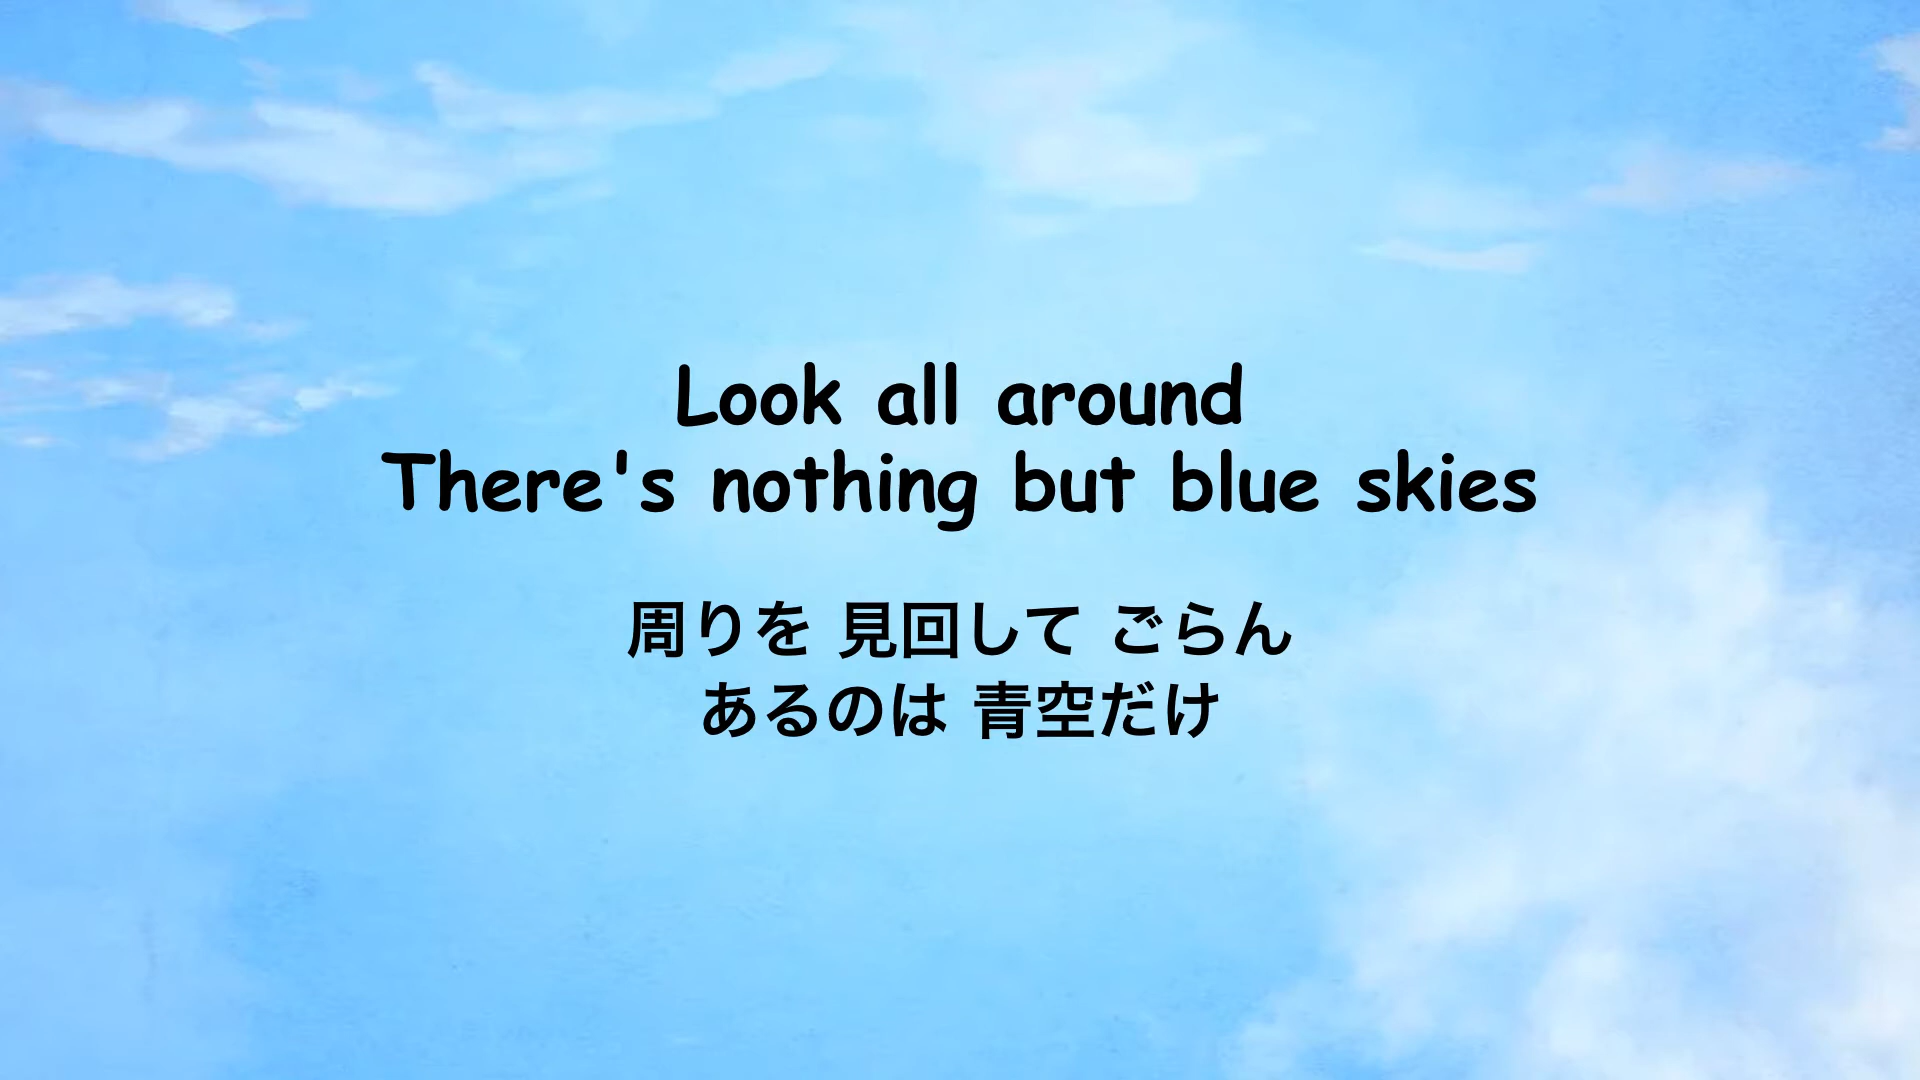 Look all around
There's nothing but blue skies
周りを 見回して ごらん
あるのは 青空だけ